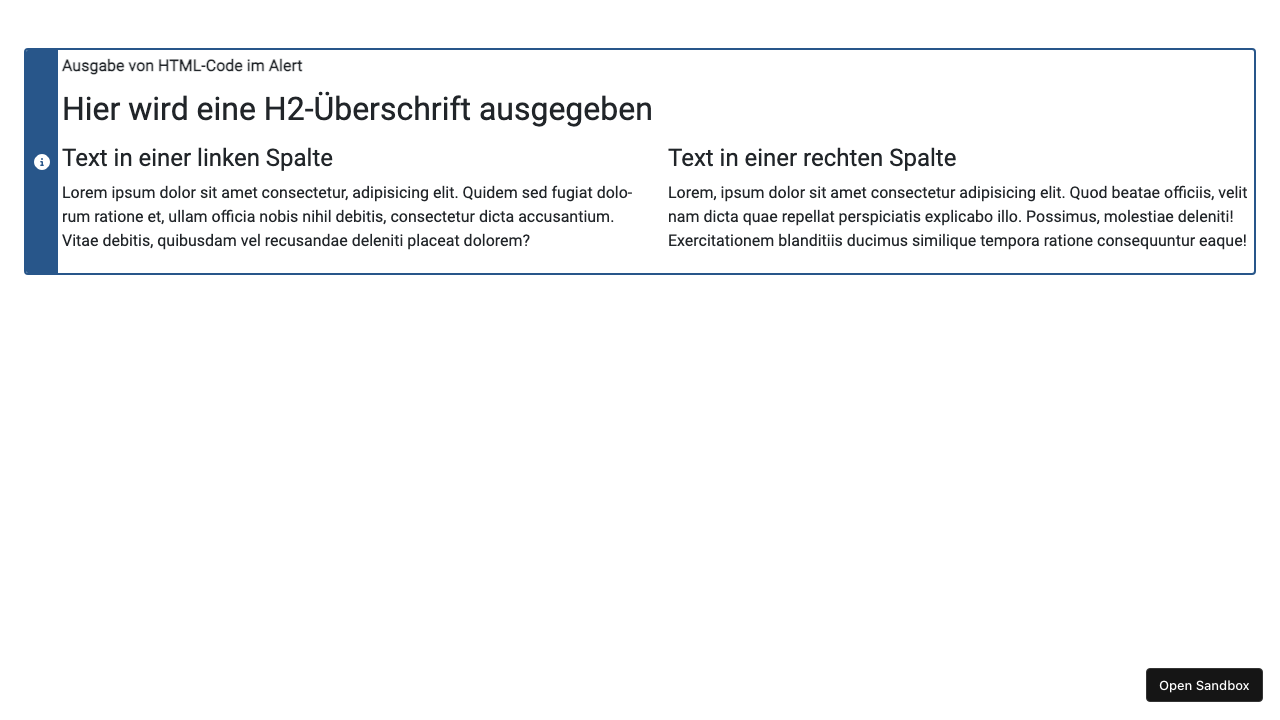 Ausgabe von HTML-Code im Alert
Hier wird eine H2-Überschrift ausgegeben
Text in einer linken Spalte
Lorem ipsum dolor sit amet consectetur, adipisicing elit. Quidem sed fugiat dolo-
rum ratione et, ullam officia nobis nihil debitis, consectetur dicta accusantium.
Vitae debitis, quibusdam vel recusandae deleniti placeat dolorem?
Text in einer rechten Spalte
Lorem, ipsum dolor sit amet consectetur adipisicing elit. Quod beatae officiis, velit
nam dicta quae repellat perspiciatis explicabo illo. Possimus, molestiae deleniti!
Exercitationem blanditiis ducimus similique tempora ratione consequuntur eaque!
Open Sandbox